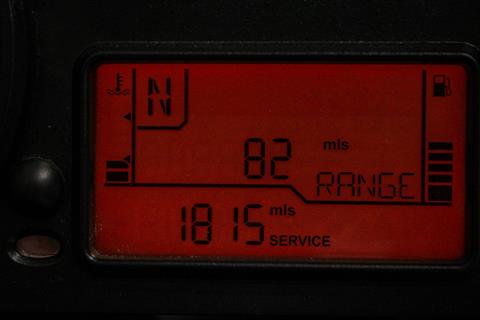 N
82 mls
RANGE
1815 mls
SERVICE